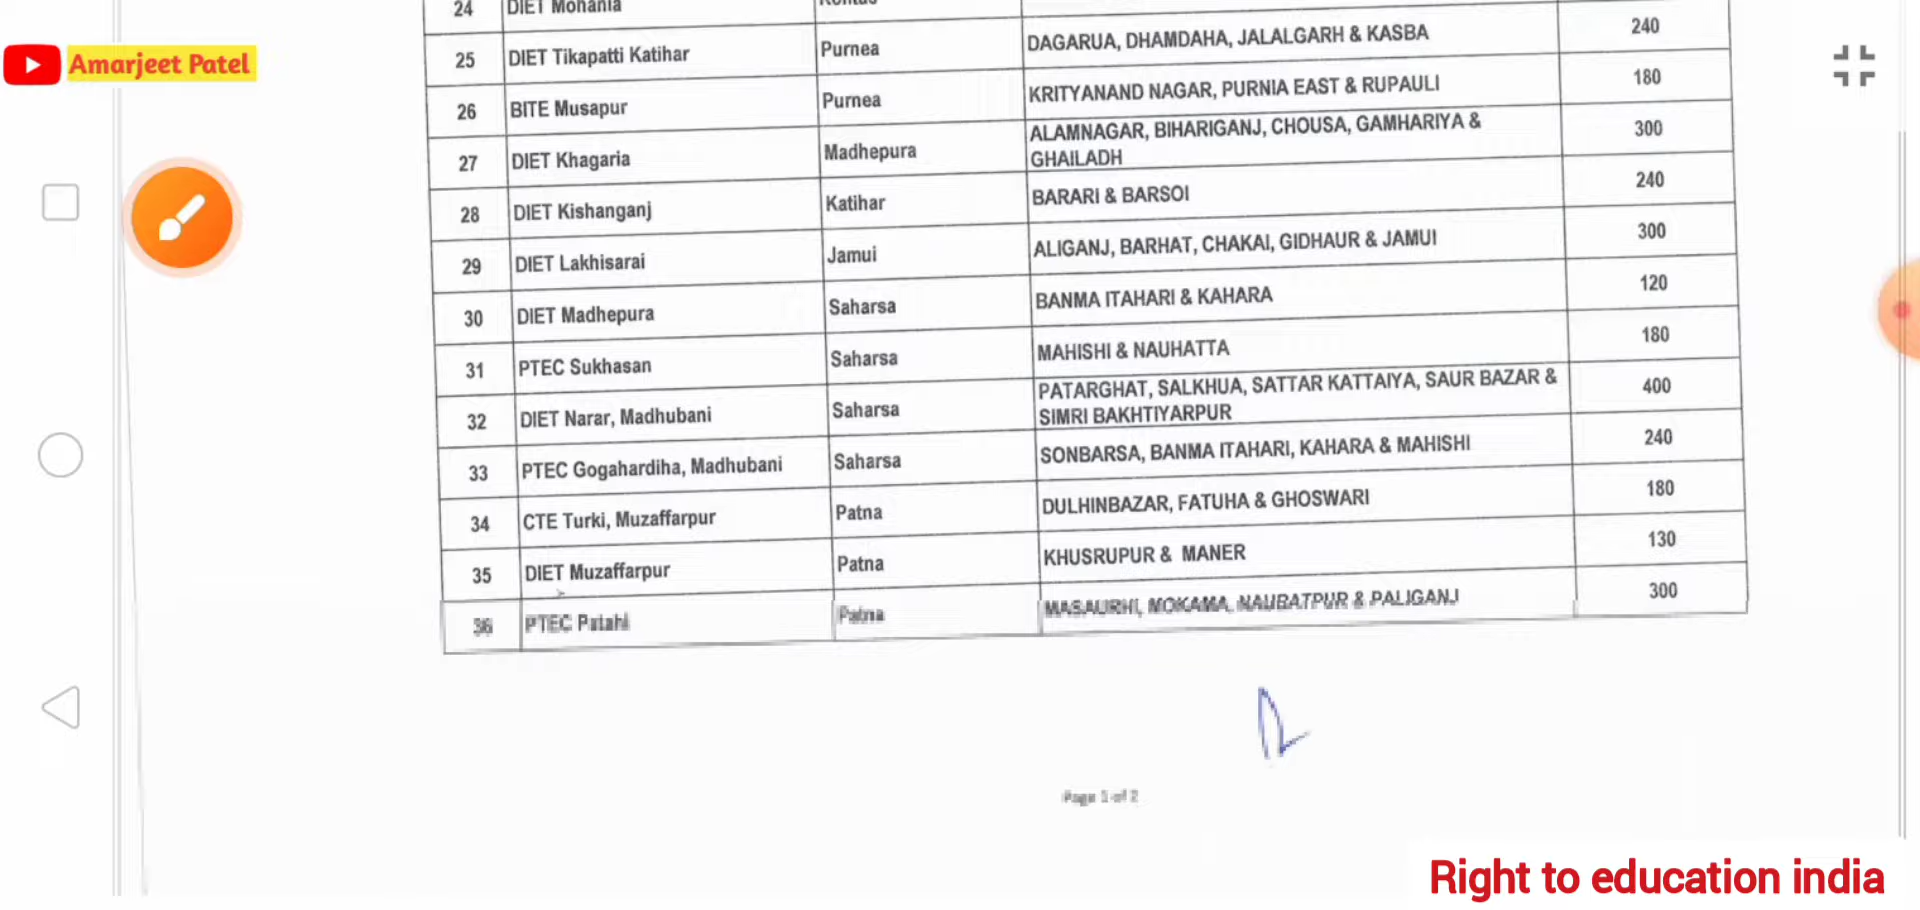 24 DIET Mohania
Amarjeet Patel
25 DIET Tikapatti Katihar Purnea DAGARUA, DHAMDAHA, JALALGARH & KASBA 240
26 BITE Musapur Purnea KRITYANAND NAGAR, PURNIA EAST & RUPAULI 180
27 DIET Khagaria Madhepura ALAMNAGAR, BIHARIGANJ, CHOUSA, GAMHARIYA & 300
GHAILADH
28 DIET Kishanganj Katihar BARARI & BARSOI 240
29 DIET Lakhisarai Jamui ALIGANJ, BARHAT, CHAKAI, GIDHAUR & JAMUI 300
30 DIET Madhepura Saharsa BANMA ITAHARI & KAHARA 120
31 PTEC Sukhasan Saharsa MAHISHI & NAUHATTA 180
32 DIET Narar, Madhubani Saharsa PATARGHAT, SALKHUA, SATTAR KATTAIYA, SAUR BAZAR & 400
SIMRI BAKHTIYARPUR
33 PTEC Gogahardiha, Madhubani Saharsa SONBARSA, BANMA ITAHARI, KAHARA & MAHISHI 240
34 CTE Turki, Muzaffarpur Patna DULHINBAZAR, FATUHA & GHOSWARI 180
35 DIET Muzaffarpur Patna KHUSRUPUR & MANER 130
36 PTEC Patahi Patna MASAURHI, MOKAMA, NAUBATPUR & PALIGANJ 300
Page 1 of 2
Right to education india